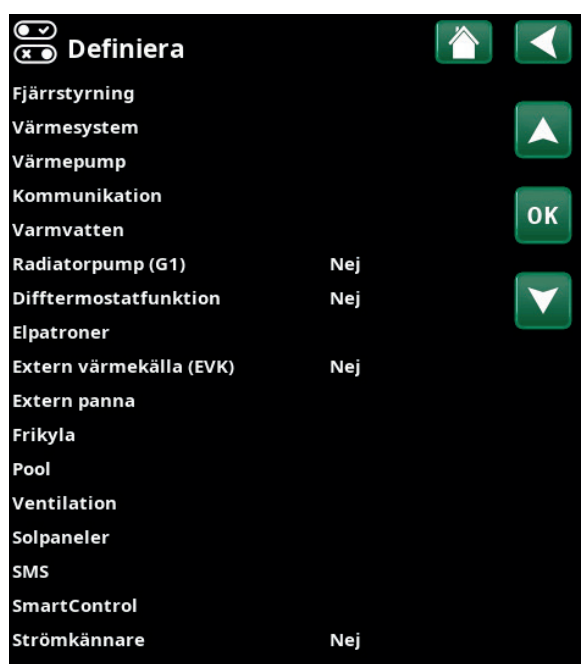 Definiera
Fjärrstyrning
Värmesystem
Värmepump
Kommunikation
OK
Varmvatten
Radiatorpump (G1) Nej
Difftermostatfunktion Nej
Elpatroner
Extern värmekälla (EVK) Nej
Extern panna
Frikyla
Pool
Ventilation
Solpaneler
SMS
SmartControl
Strömkännare Nej